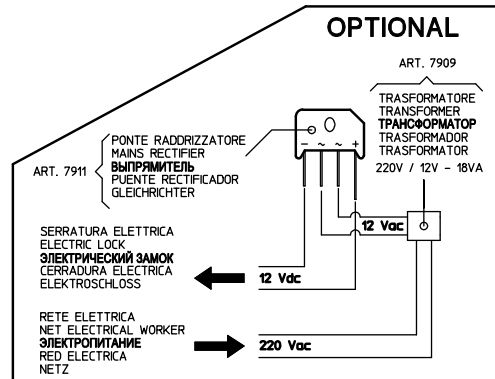 OPTIONAL
ART. 7909
TRASFORMATORE
TRANSFORMER
ТРАНСФОРМАТОР
TRASFORMADOR
TRASFORMATOR
220V / 12V - 18VA
ART. 7911
PONTE RADDRIZZATORE
MAINS RECTIFIER
ВЫПРЯМИТЕЛЬ
PUENTE RECTIFICADOR
GLEICHRICHTER
- ~ ~ +
12 Vac
SERRATURA ELETTRICA
ELECTRIC LOCK
ЭЛЕКТРИЧЕСКИЙ ЗАМОК
CERRADURA ELECTRICA
ELEKTROSCHLOSS
12 Vdc
RETE ELETTRICA
NET ELECTRICAL WORKER
ЭЛЕКТРОПИТАНИЕ
RED ELECTRICA
NETZ
220 Vac